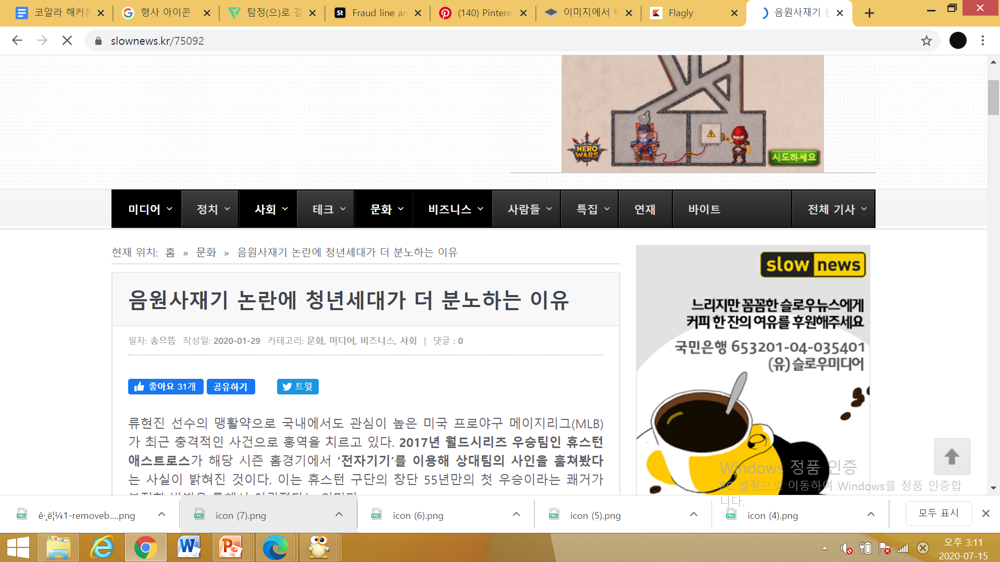 코알라 해커톤
형사 아이콘 -
탐정(으)로 결
Fraud line an
(140) Pintere
이미지에서 배
Flagly
음원사재기 논
slownews.kr/75092
HERO WARS
시도하세요
미디어 정치 사회 테크 문화 비즈니스 사람들 특집 연재 바이트 전체 기사
현재 위치: 홈 » 문화 » 음원사재기 논란에 청년세대가 더 분노하는 이유
음원사재기 논란에 청년세대가 더 분노하는 이유
필자: 송으뜸 작성일: 2020-01-29 카테고리: 문화, 미디어, 비즈니스, 사회 | 댓글 : 0
좋아요 31개 공유하기 트윗
류현진 선수의 맹활약으로 국내에서도 관심이 높은 미국 프로야구 메이지리그(MLB)
가 최근 충격적인 사건으로 홍역을 치르고 있다. 2017년 월드시리즈 우승팀인 휴스턴
애스트로스가 해당 시즌 홈경기에서 ‘전자기기’를 이용해 상대팀의 사인을 훔쳐봤다
는 사실이 밝혀진 것이다. 이는 휴스턴 구단의 창단 55년만의 첫 우승이라는 쾌거가
slow news
느리지만 꼼꼼한 슬로우뉴스에게
커피 한 잔의 여유를 후원해주세요
국민은행 653201-04-035401
(유)슬로우미디어
Windows 정품 인증
PC 설정으로 이동하여 Windows를 정품 인증합
니다.
ê·¸ë¦¼1-removeb....png
icon (7).png
icon (6).png
icon (5).png
icon (4).png
모두 표시
오후 3:11
2020-07-15